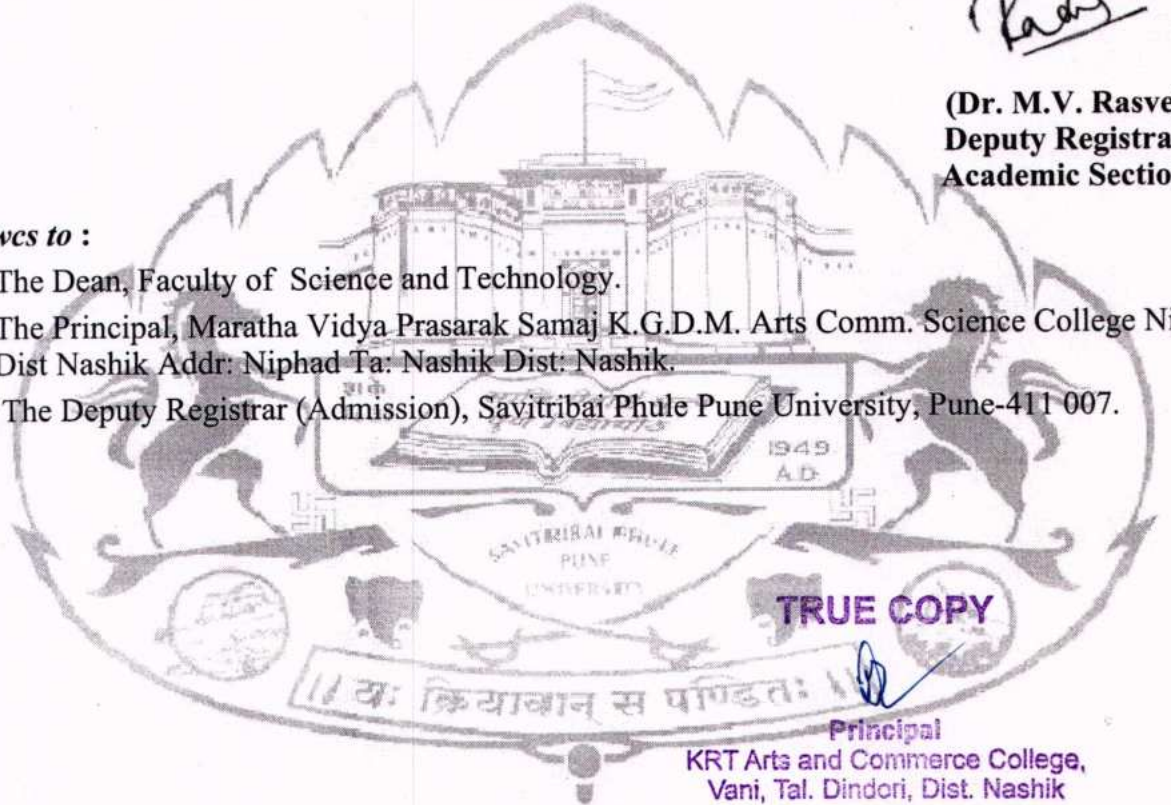 (Dr. M.V. Rasve
Deputy Registra
Academic Sectio
wcs to :
The Dean, Faculty of Science and Technology.
The Principal, Maratha Vidya Prasarak Samaj K.G.D.M. Arts Comm. Science College Ni
Dist Nashik Addr: Niphad Ta: Nashik Dist: Nashik.
The Deputy Registrar (Admission), Savitribai Phule Pune University, Pune-411 007.
1949
A.D.
SAVITRIBAI PHULE
PUNE
UNIVERSITY
TRUE COPY
|| यः क्रियावान् स पण्डितः ||
Principal
KRT Arts and Commerce College,
Vani, Tal. Dindori, Dist. Nashik